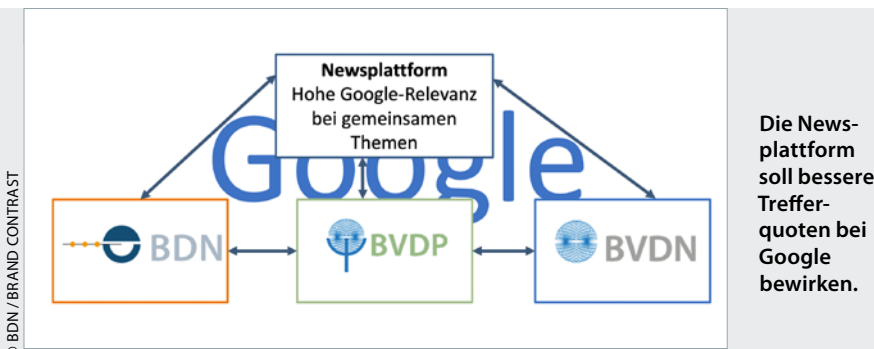 Newsplattform
Hohe Google-Relevanz
bei gemeinsamen
Themen
Google
BDN
BVDP
BVDN
Die News-
plattform
soll bessere
Treffer-
quoten bei
Google
bewirken.
© BDN / BRAND CONTRAST